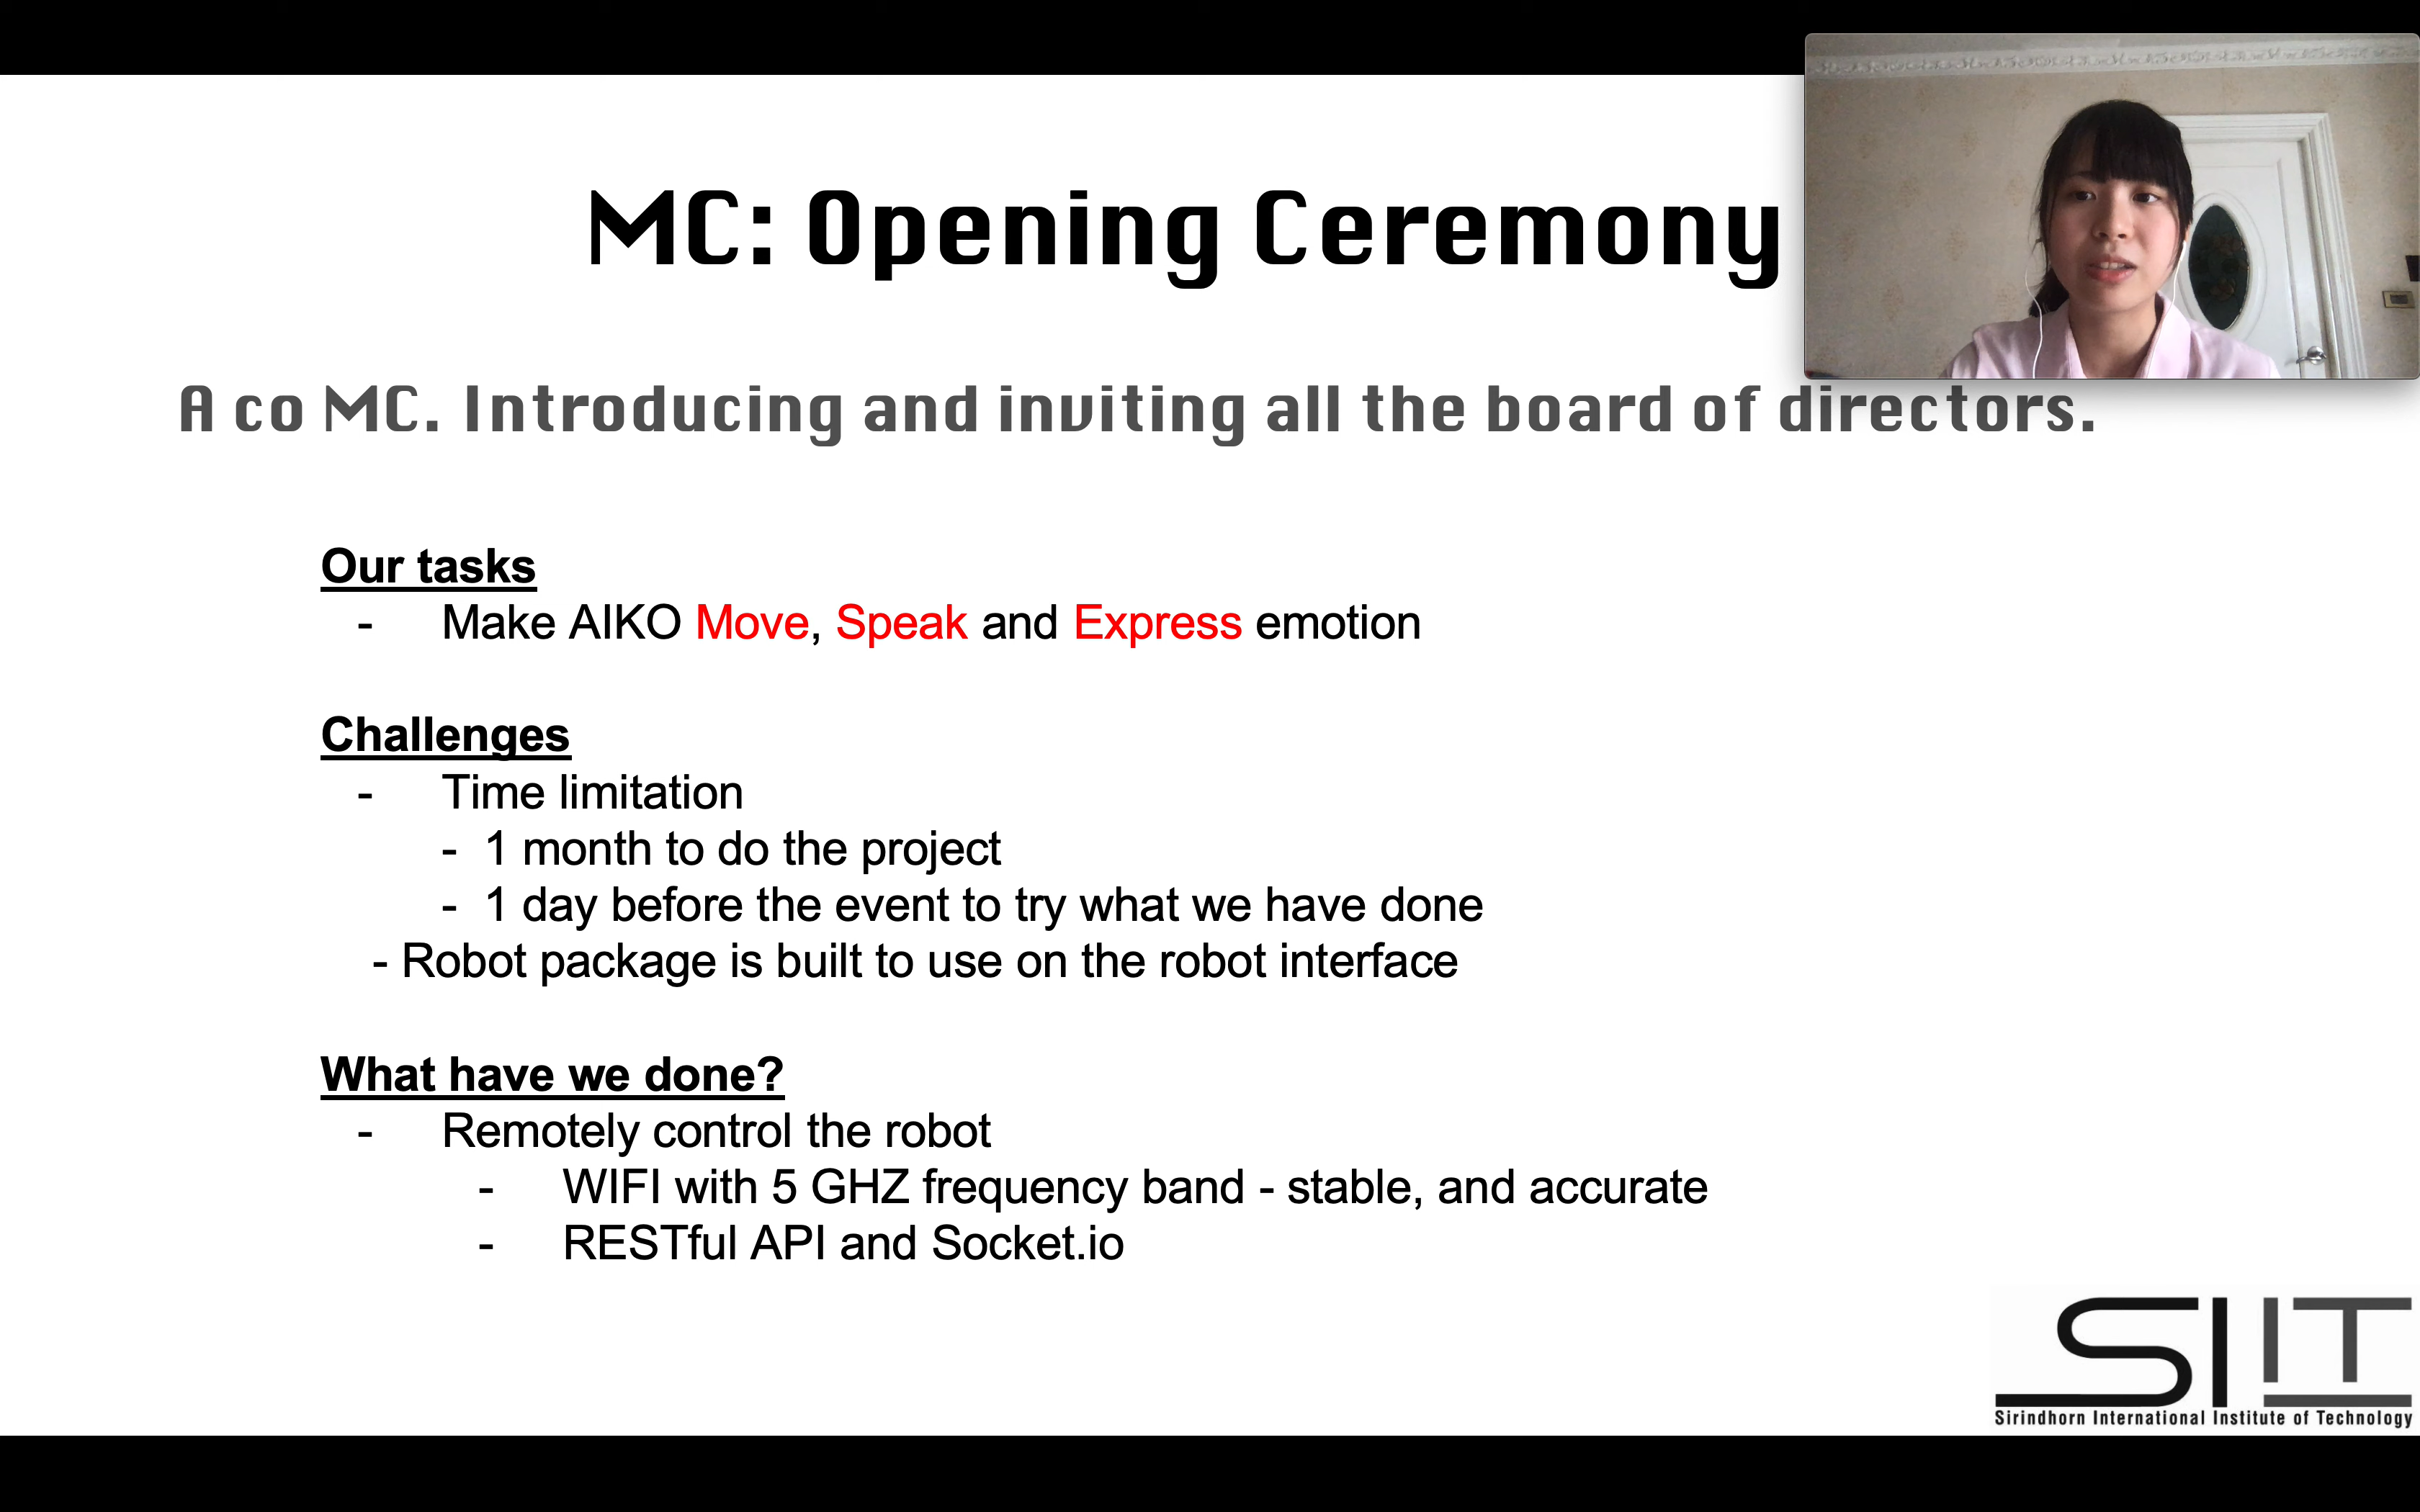 MC: Opening Ceremony
A co MC. Introducing and inviting all the board of directors.
Our tasks
- Make AIKO Move, Speak and Express emotion
Challenges
- Time limitation
- 1 month to do the project
- 1 day before the event to try what we have done
- Robot package is built to use on the robot interface
What have we done?
- Remotely control the robot
- WIFI with 5 GHZ frequency band - stable, and accurate
- RESTful API and Socket.io
SIIT
Sirindhorn International Institute of Technology